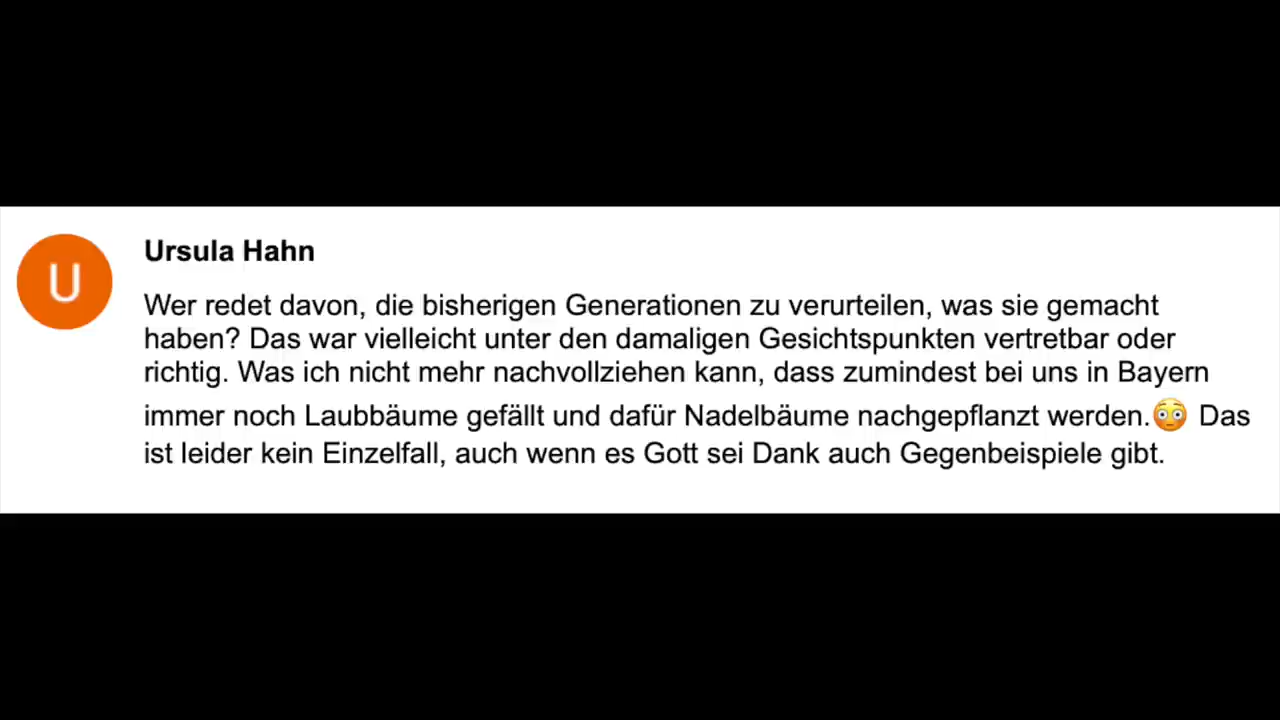 U
Ursula Hahn
Wer redet davon, die bisherigen Generationen zu verurteilen, was sie gemacht
haben? Das war vielleicht unter den damaligen Gesichtspunkten vertretbar oder
richtig. Was ich nicht mehr nachvollziehen kann, dass zumindest bei uns in Bayern
immer noch Laubbäume gefällt und dafür Nadelbäume nachgepflanzt werden.😳 Das
ist leider kein Einzelfall, auch wenn es Gott sei Dank auch Gegenbeispiele gibt.